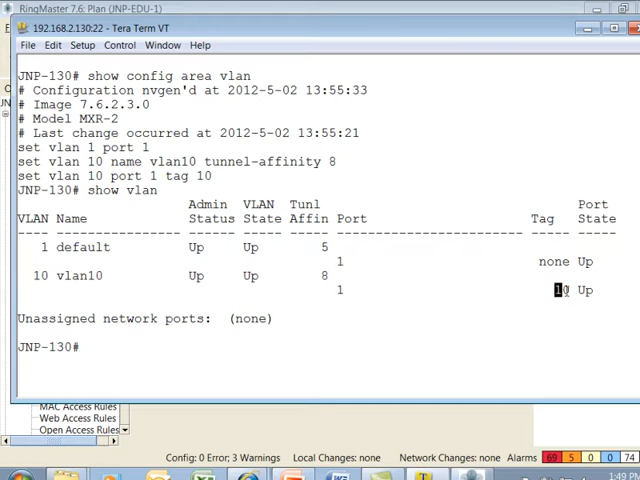 RingMaster 7.6: Plan (JNP-EDU-1)
192.168.2.130:22 - Tera Term VT
File Edit Setup Control Window Help
JNP-130# show config area vlan
# Configuration nvgen'd at 2012-5-02 13:55:33
# Image 7.6.2.3.0
# Model MXR-2
# Last change occurred at 2012-5-02 13:55:21
set vlan 1 port 1
set vlan 10 name vlan10 tunnel-affinity 8
set vlan 10 port 1 tag 10
JNP-130# show vlan
Admin VLAN Tunl Port
VLAN Name Status State Affin Port Tag State
---- ---------------- ------ ----- ----- -------------------------- ----- -----
1 default Up Up 5
1 none Up
10 vlan10 Up Up 8
1 10 Up
Unassigned network ports: (none)
JNP-130#
MAC Access Rules
Web Access Rules
Open Access Rules
Config: 0 Error; 3 Warnings Local Changes: none Network Changes: none Alarms 69 5 0 0 74
1:49 PM